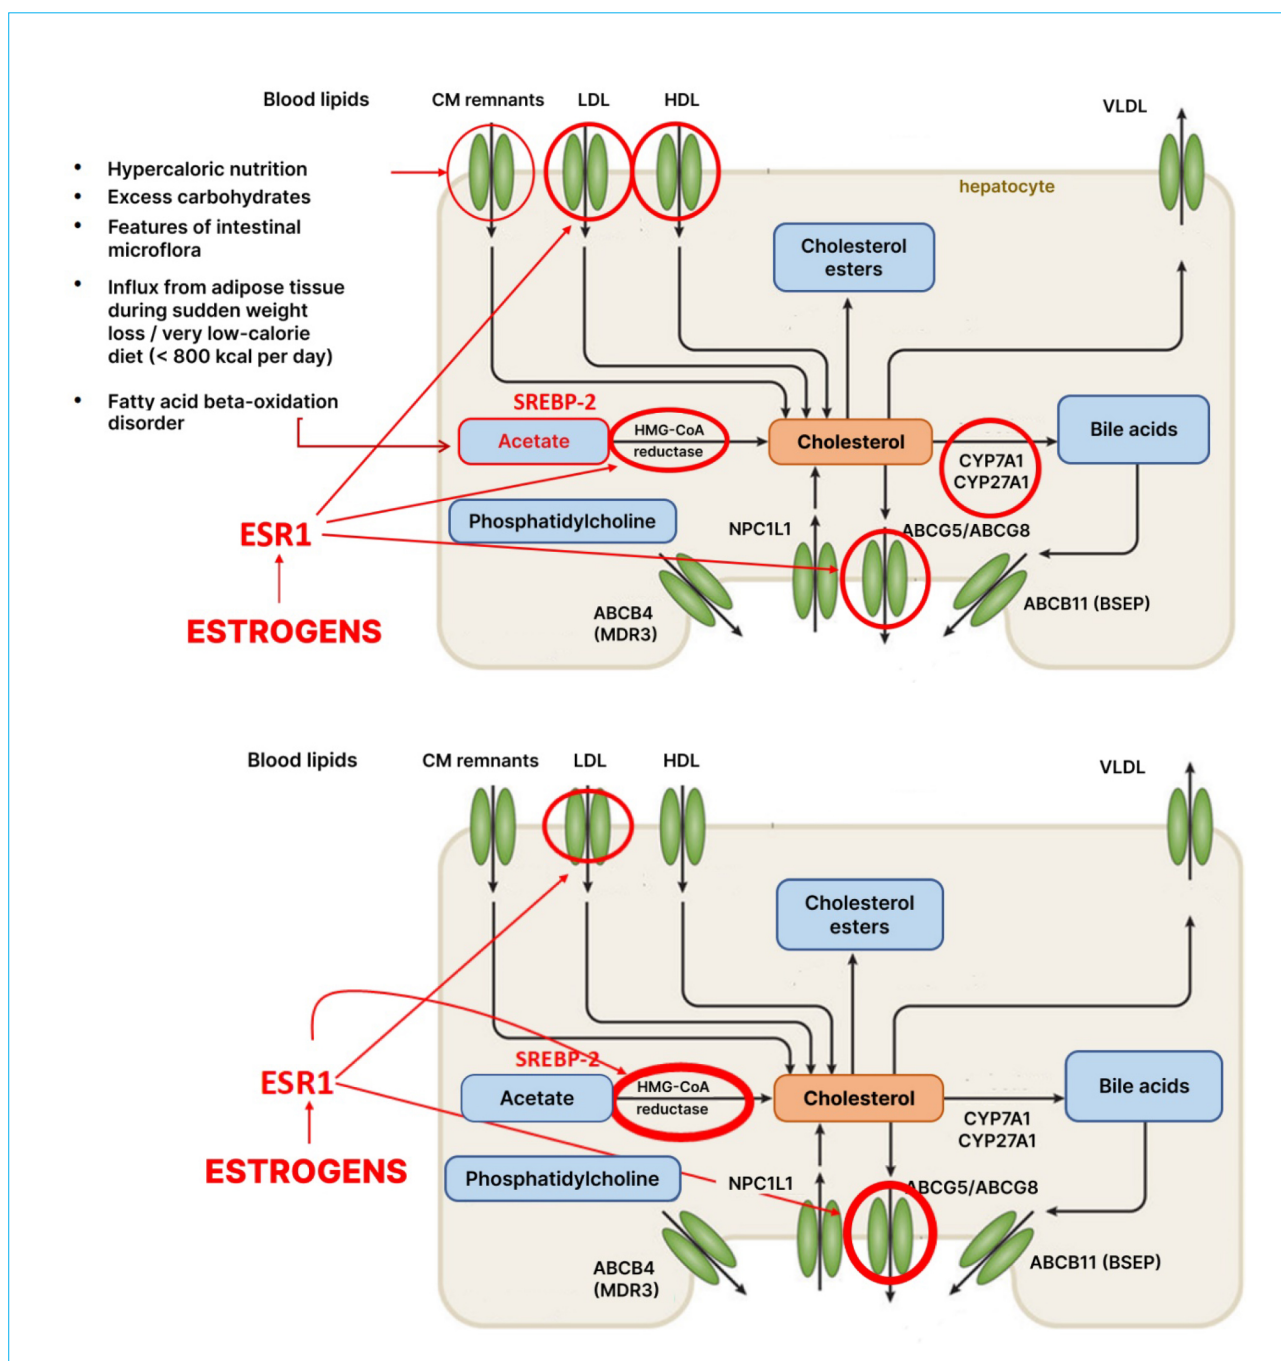 Blood lipids
CM remnants
LDL
HDL
VLDL
• Hypercaloric nutrition
• Excess carbohydrates
• Features of intestinal
microflora
• Influx from adipose tissue
during sudden weight
loss / very low-calorie
diet (< 800 kcal per day)
• Fatty acid beta-oxidation
disorder
hepatocyte
Cholesterol
esters
SREBP-2
Acetate
HMG-CoA
reductase
Cholesterol
CYP7A1
CYP27A1
Bile acids
Phosphatidylcholine
NPC1L1
ABCG5/ABCG8
ESR1
ESTROGENS
ABCB4
(MDR3)
ABCB11 (BSEP)
Blood lipids
CM remnants
LDL
HDL
VLDL
Cholesterol
esters
SREBP-2
ESR1
Acetate
HMG-CoA
reductase
Cholesterol
CYP7A1
CYP27A1
Bile acids
ESTROGENS
Phosphatidylcholine
NPC1L1
ABCG5/ABCG8
ABCB4
(MDR3)
ABCB11 (BSEP)